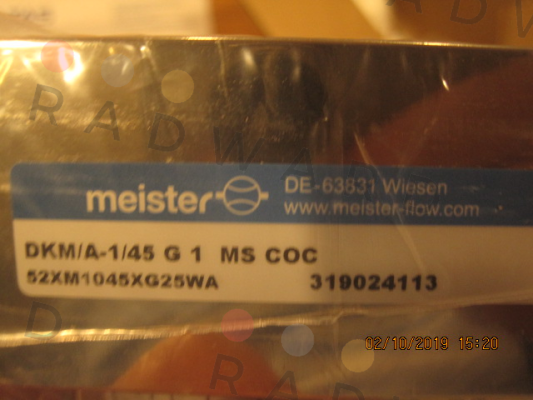 RADWA
meister
DE-63831 Wiesen
www.meister-flow.com
DKM/A-1/45 G 1 MS COC
52XM1045XG25WA
319024113
02/10/2019 15:20